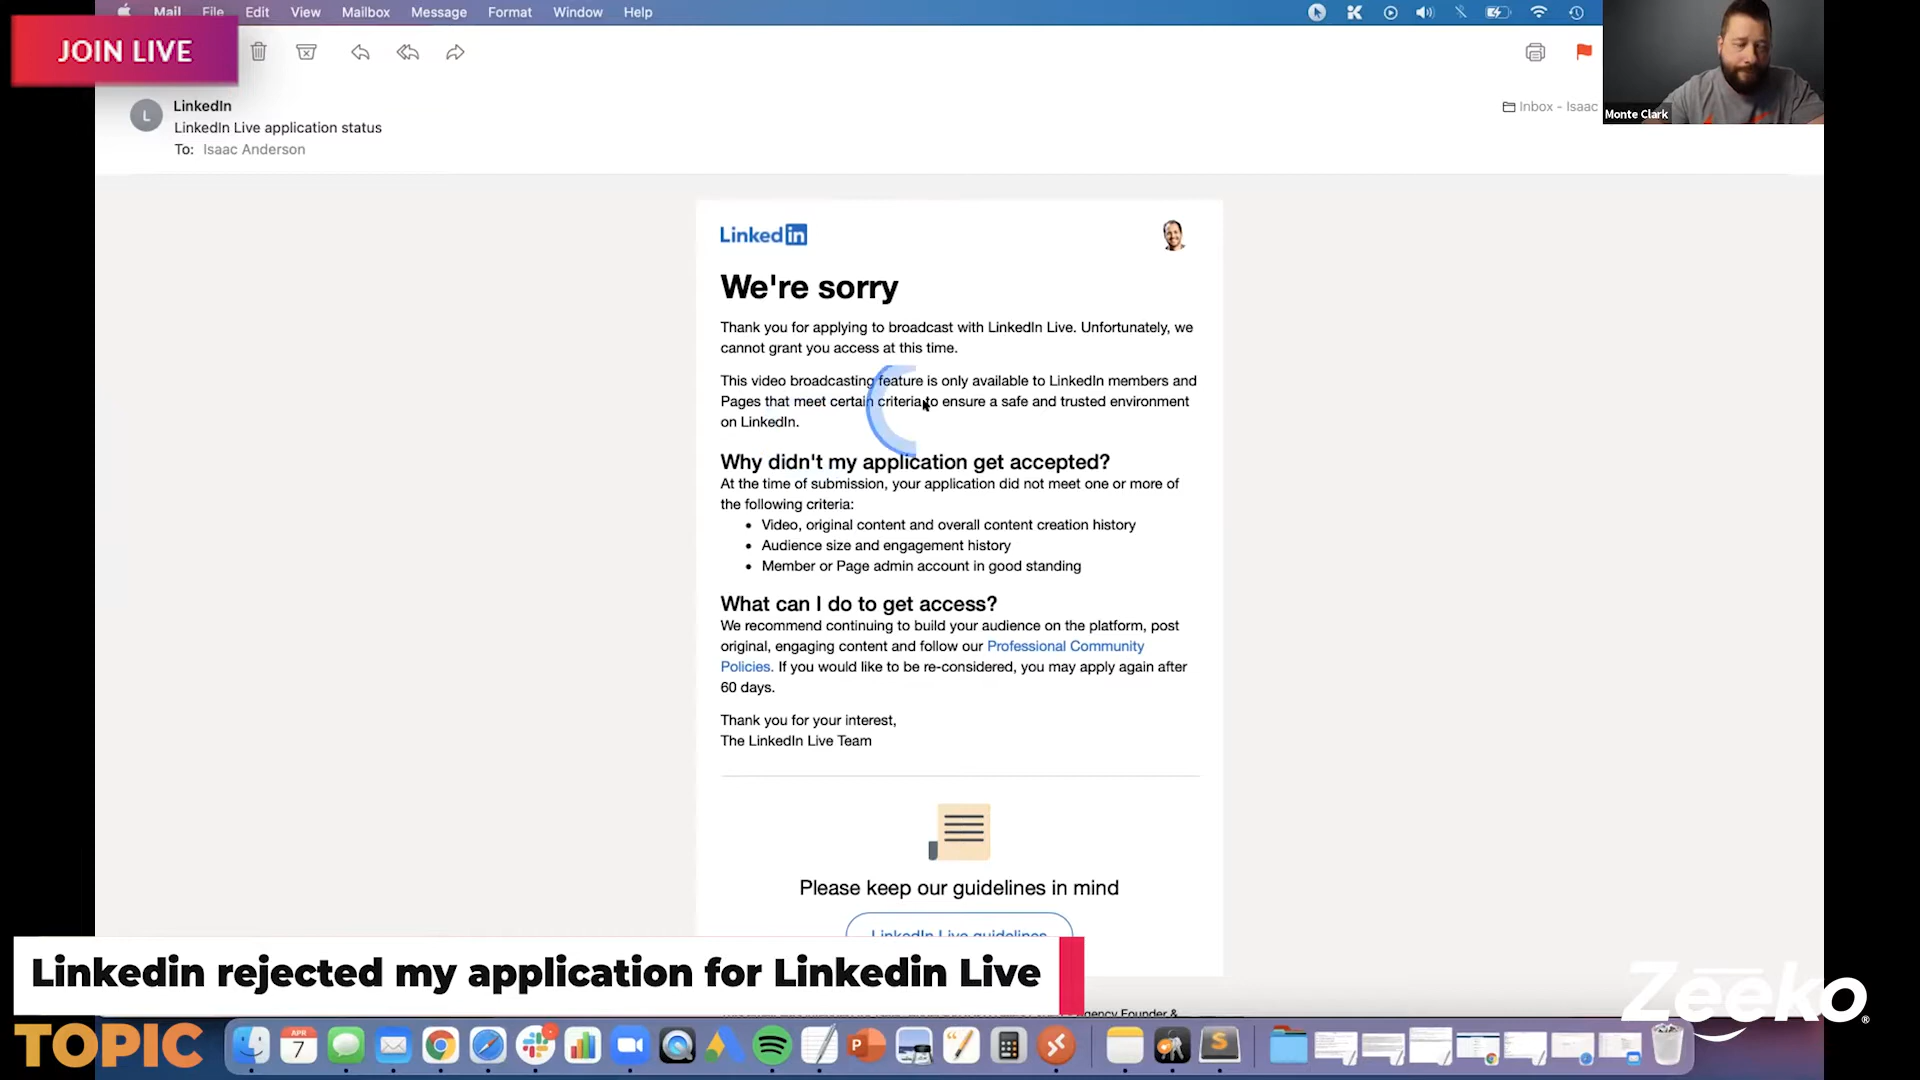 Mail File Edit View Mailbox Message Format Window Help
JOIN LIVE
L
LinkedIn
LinkedIn Live application status
To: Isaac Anderson
Inbox - Isaac
Monte Clark
Linkedin
We're sorry
Thank you for applying to broadcast with LinkedIn Live. Unfortunately, we
cannot grant you access at this time.
This video broadcasting feature is only available to LinkedIn members and
Pages that meet certain criteria to ensure a safe and trusted environment
on LinkedIn.
Why didn't my application get accepted?
At the time of submission, your application did not meet one or more of
the following criteria:
• Video, original content and overall content creation history
• Audience size and engagement history
• Member or Page admin account in good standing
What can I do to get access?
We recommend continuing to build your audience on the platform, post
original, engaging content and follow our Professional Community
Policies. If you would like to be re-considered, you may apply again after
60 days.
Thank you for your interest,
The LinkedIn Live Team
Please keep our guidelines in mind
LinkedIn Live guidelines
Linkedin rejected my application for Linkedin Live
Agency Founder &
TOPIC
APR
7
Zeeko®